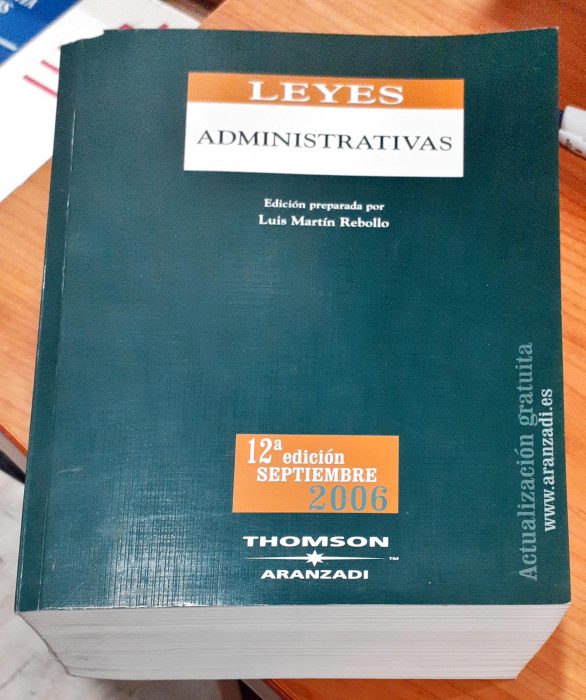 LEYES
ADMINISTRATIVAS
Edición preparada por
Luis Martín Rebollo
12ª edición
SEPTIEMBRE
2006
THOMSON
™
ARANZADI
Actualización gratuita
www.aranzadi.es